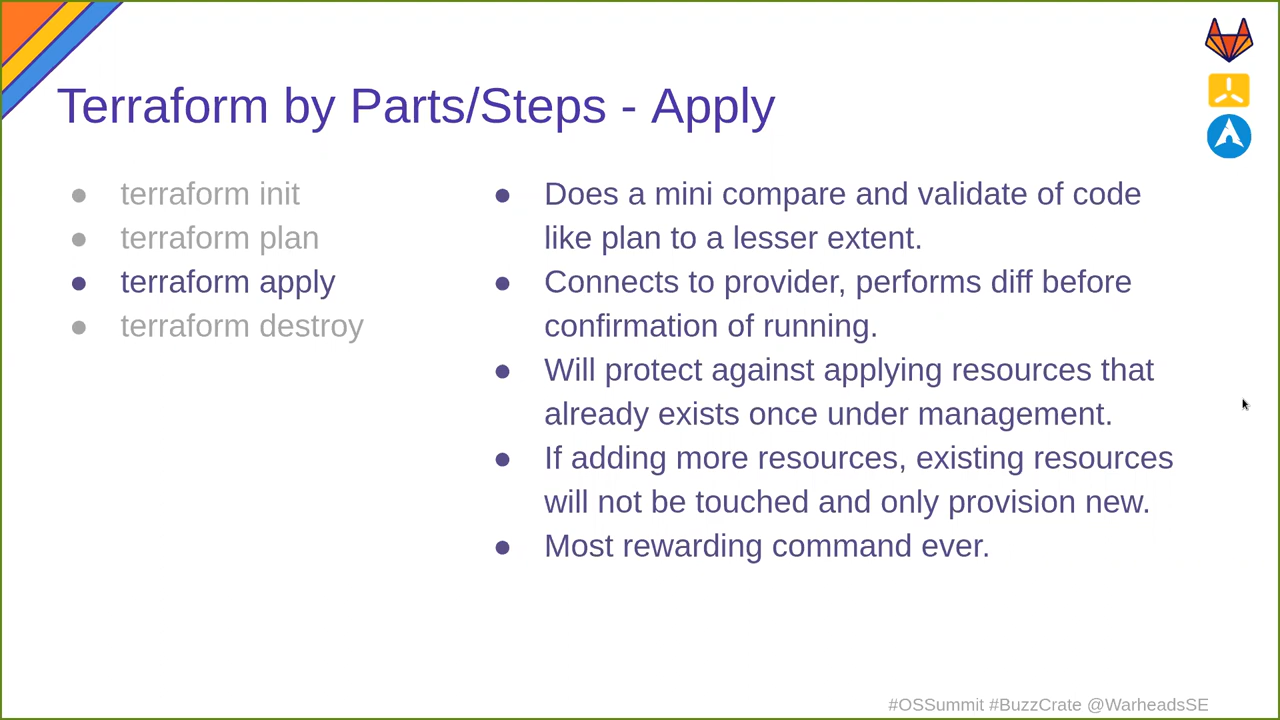 Terraform by Parts/Steps - Apply
● terraform init
● terraform plan
● terraform apply
● terraform destroy
● Does a mini compare and validate of code
like plan to a lesser extent.
● Connects to provider, performs diff before
confirmation of running.
● Will protect against applying resources that
already exists once under management.
● If adding more resources, existing resources
will not be touched and only provision new.
● Most rewarding command ever.
#OSSummit #BuzzCrate @WarheadsSE